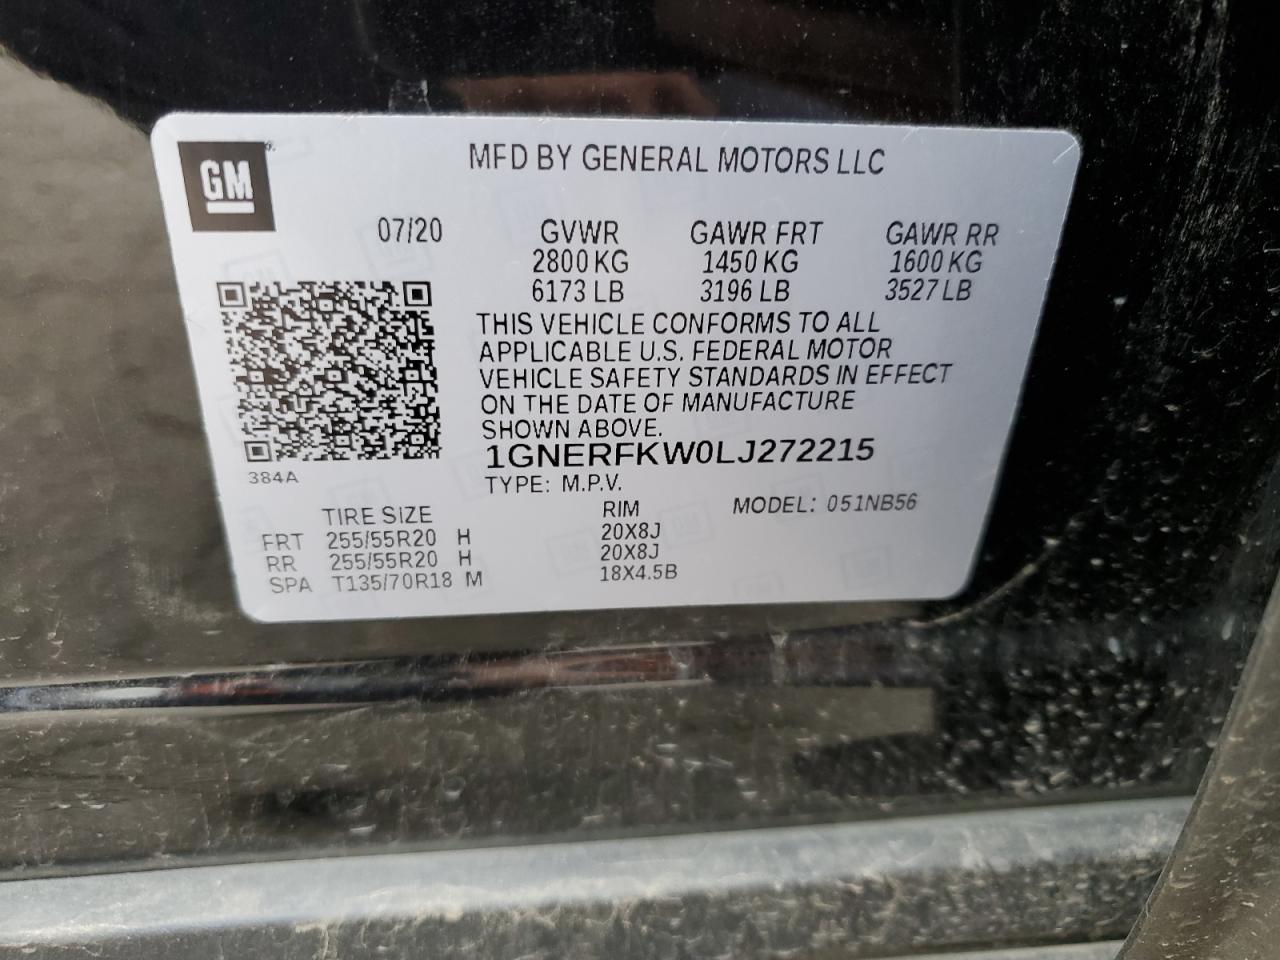 GM
MFD BY GENERAL MOTORS LLC
07/20 GVWR GAWR FRT GAWR RR
2800 KG 1450 KG 1600 KG
6173 LB 3196 LB 3527 LB
THIS VEHICLE CONFORMS TO ALL
APPLICABLE U.S. FEDERAL MOTOR
VEHICLE SAFETY STANDARDS IN EFFECT
ON THE DATE OF MANUFACTURE
SHOWN ABOVE.
1GNERFKW0LJ272215
384A
TYPE: M.P.V.
TIRE SIZE RIM MODEL: 051NB56
FRT 255/55R20 H 20X8J
RR 255/55R20 H 20X8J
SPA T135/70R18 M 18X4.5B